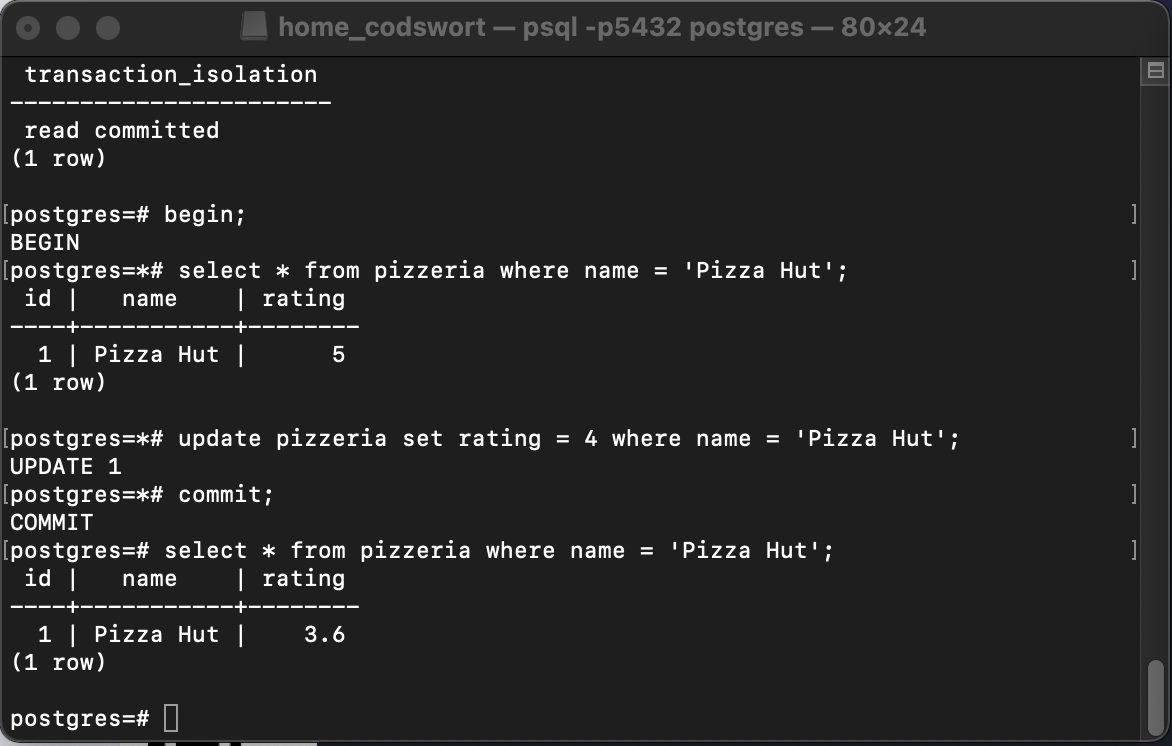 home_codswort — psql -p5432 postgres — 80×24
 transaction_isolation
-----------------------
 read committed
(1 row)

[postgres=# begin; ]
BEGIN
[postgres=*# select * from pizzeria where name = 'Pizza Hut'; ]
 id |   name    | rating
----+-----------+--------
  1 | Pizza Hut |      5
(1 row)

[postgres=*# update pizzeria set rating = 4 where name = 'Pizza Hut'; ]
UPDATE 1
[postgres=*# commit; ]
COMMIT
[postgres=# select * from pizzeria where name = 'Pizza Hut'; ]
 id |   name    | rating
----+-----------+--------
  1 | Pizza Hut |    3.6
(1 row)

postgres=#